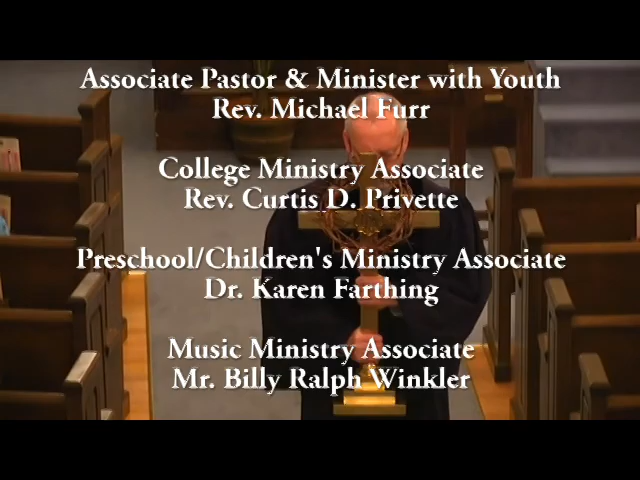 Associate Pastor & Minister with Youth
Rev. Michael Furr
College Ministry Associate
Rev. Curtis D. Privette
Preschool/Children's Ministry Associate
Dr. Karen Farthing
Music Ministry Associate
Mr. Billy Ralph Winkler